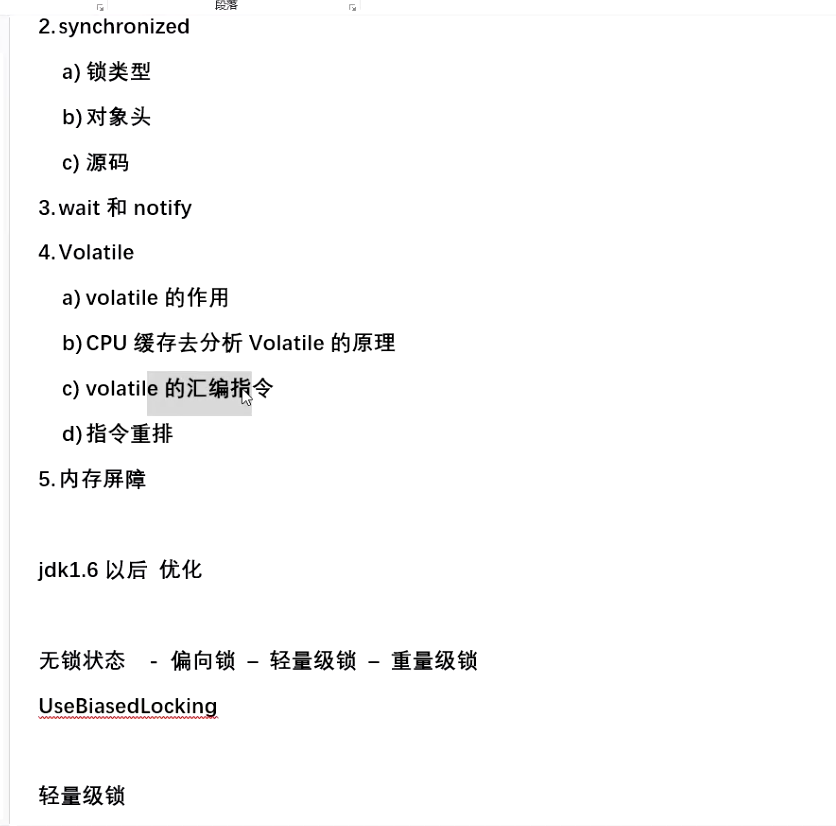 段落
2.synchronized
a) 锁类型
b) 对象头
c) 源码
3.wait 和 notify
4.Volatile
a) volatile 的作用
b) CPU 缓存去分析 Volatile 的原理
c) volatile 的汇编指令
d) 指令重排
5.内存屏障
jdk1.6 以后 优化
无锁状态 - 偏向锁 – 轻量级锁 – 重量级锁
UseBiasedLocking
轻量级锁